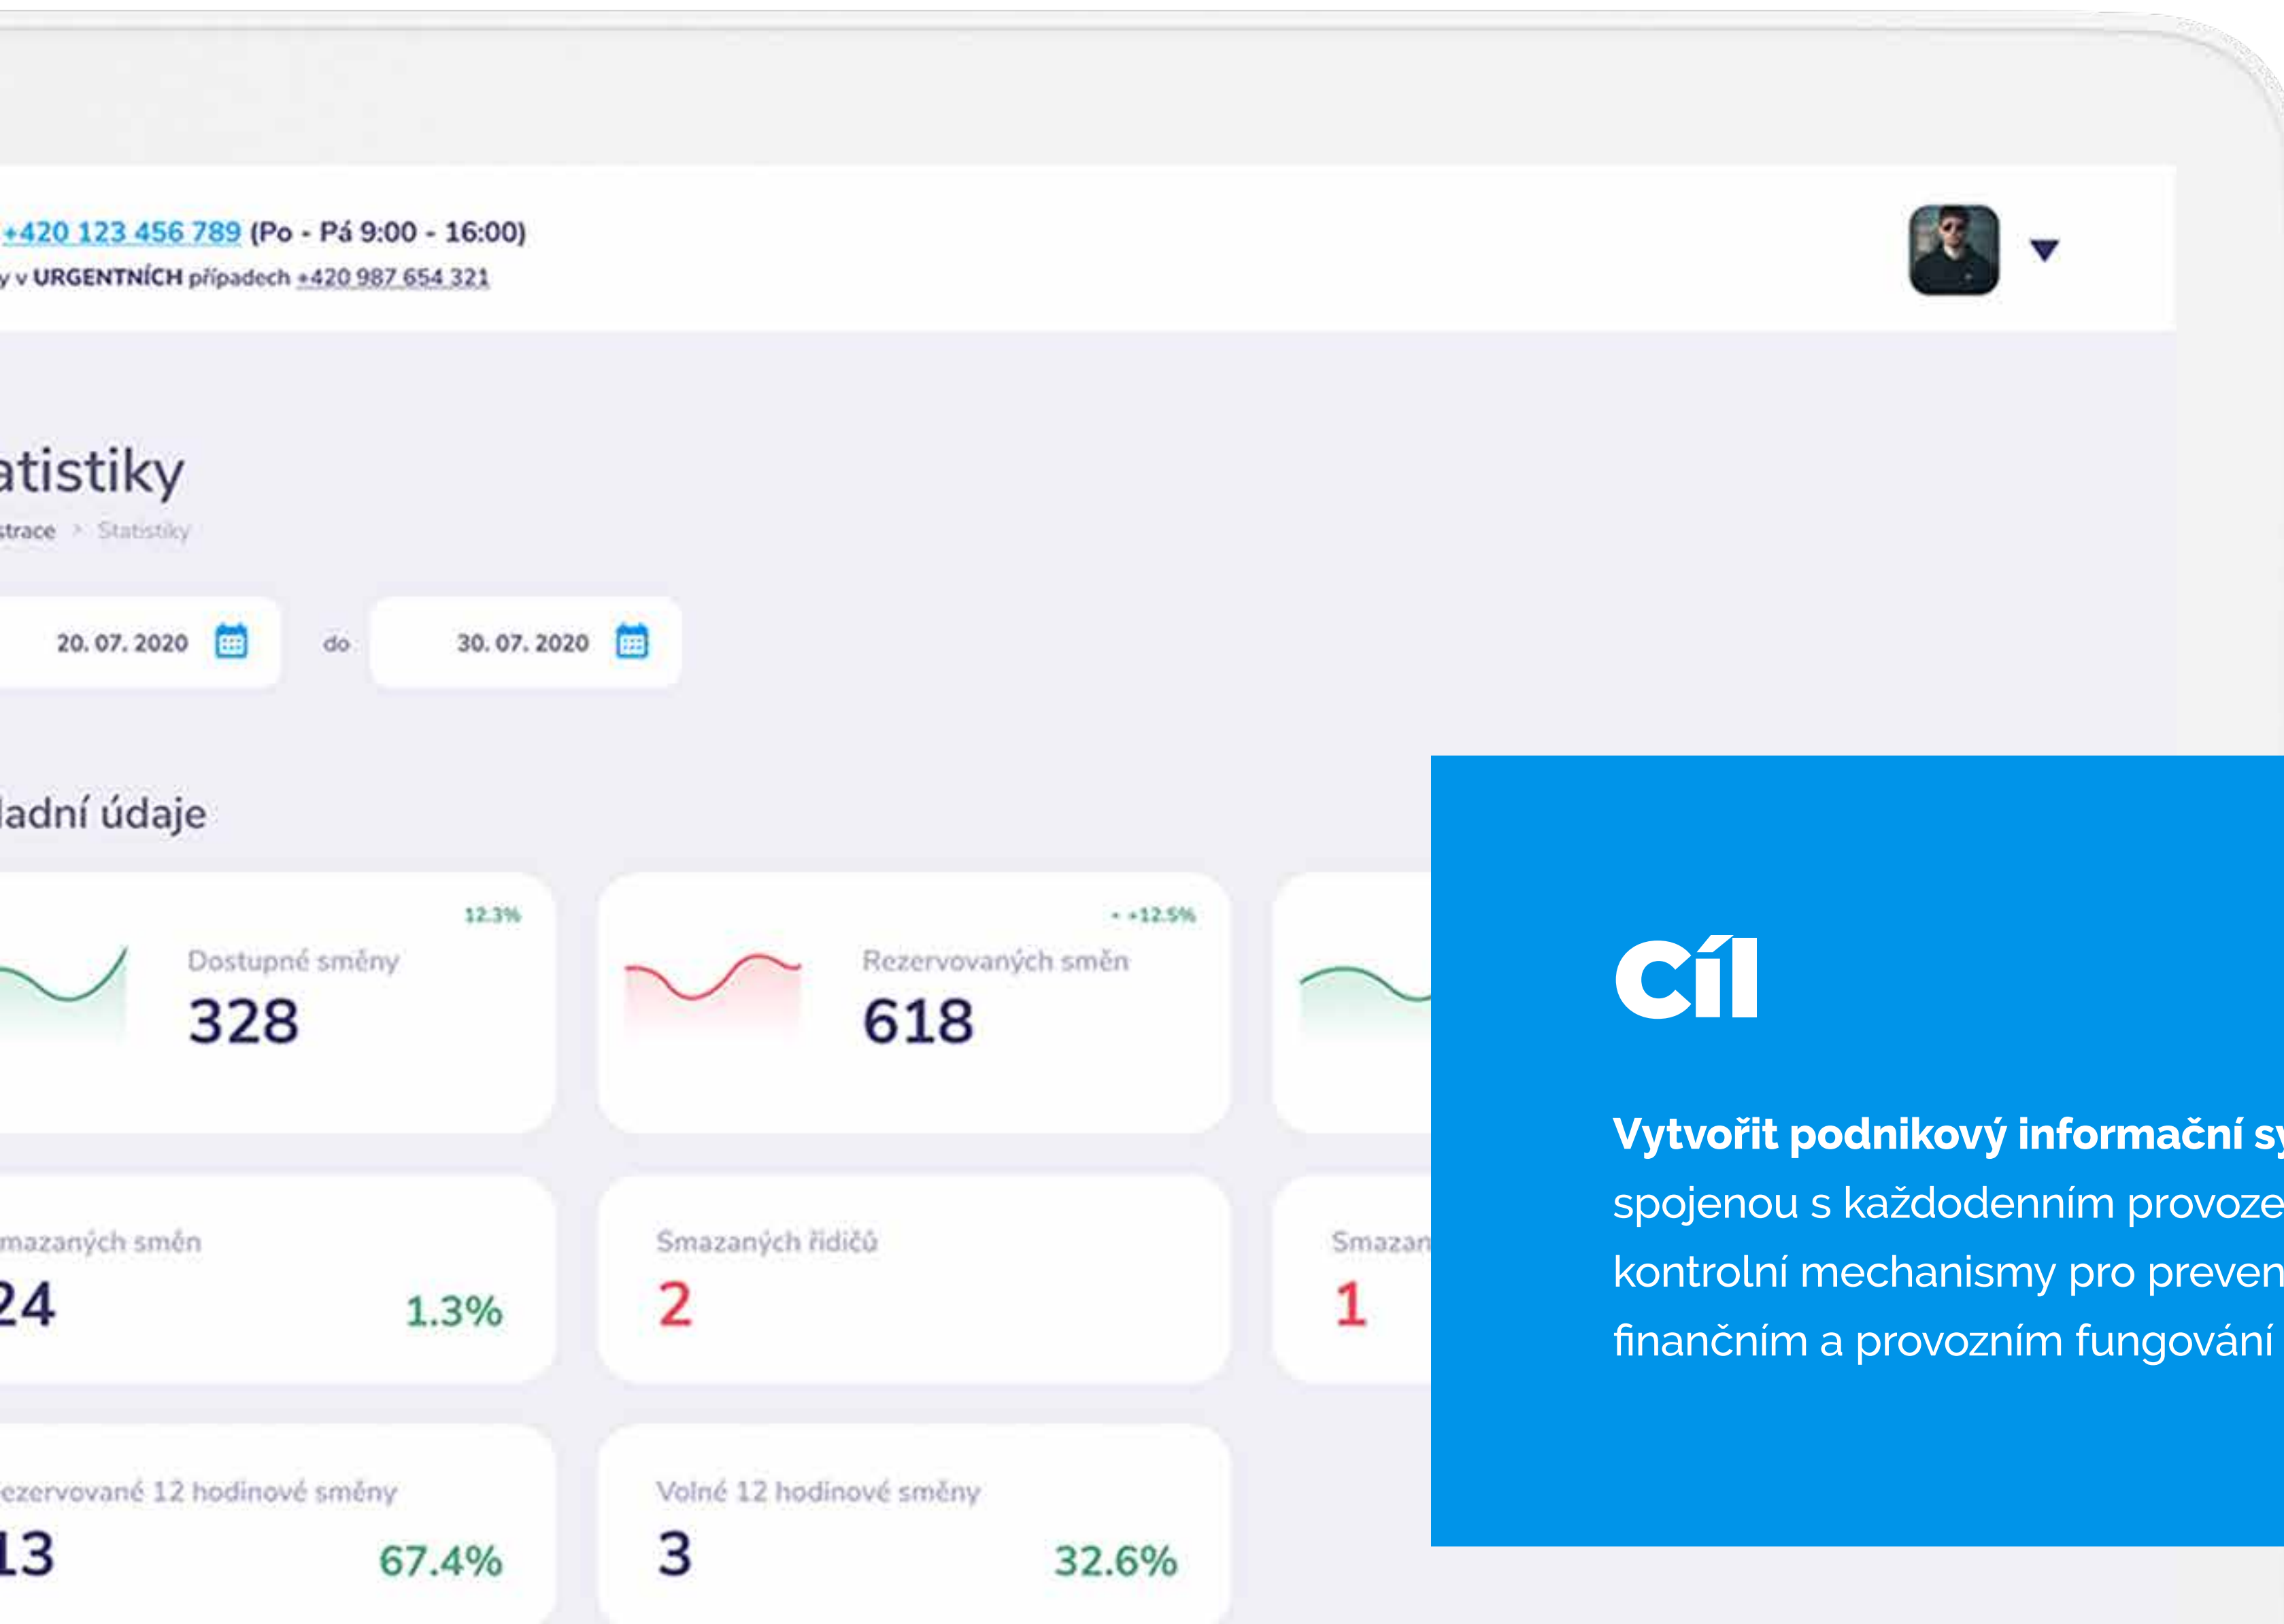 +420 123 456 789 (Po - Pá 9:00 - 16:00)
y v URGENTNÍCH případech +420 987 654 321
atistiky
strace > Statistiky
20. 07. 2020
do
30. 07. 2020
ladní údaje
12.3%
Dostupné směny
328
+12.5%
Rezervovaných směn
618
mazaných směn
24
1.3%
Smazaných řidičů
2
Smazan
1
ezervované 12 hodinové směny
13
67.4%
Volné 12 hodinové směny
3
32.6%
Cíl
Vytvořit podnikový informační sy
spojenou s každodenním provoze
kontrolní mechanismy pro preven
finančním a provozním fungování